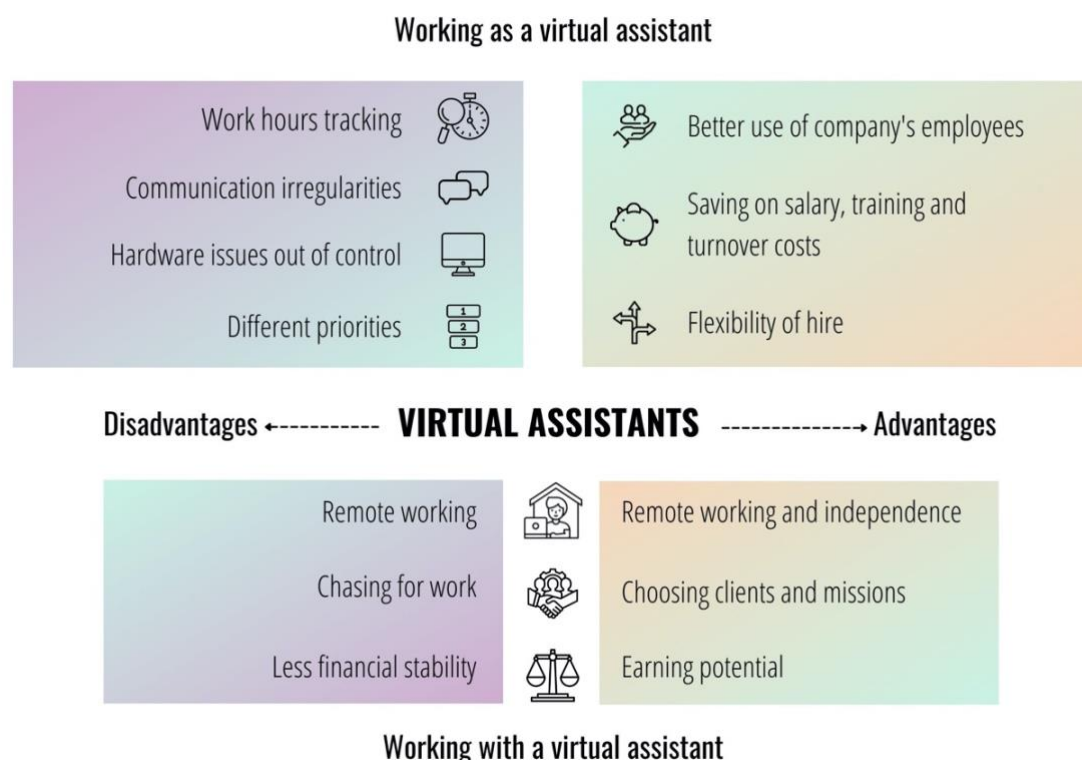 Working as a virtual assistant
Work hours tracking
Communication irregularities
Hardware issues out of control
Different priorities
1
2
3
Better use of company's employees
Saving on salary, training and
turnover costs
Flexibility of hire
Disadvantages VIRTUAL ASSISTANTS Advantages
Remote working
Chasing for work
Less financial stability
Remote working and independence
Choosing clients and missions
Earning potential
Working with a virtual assistant